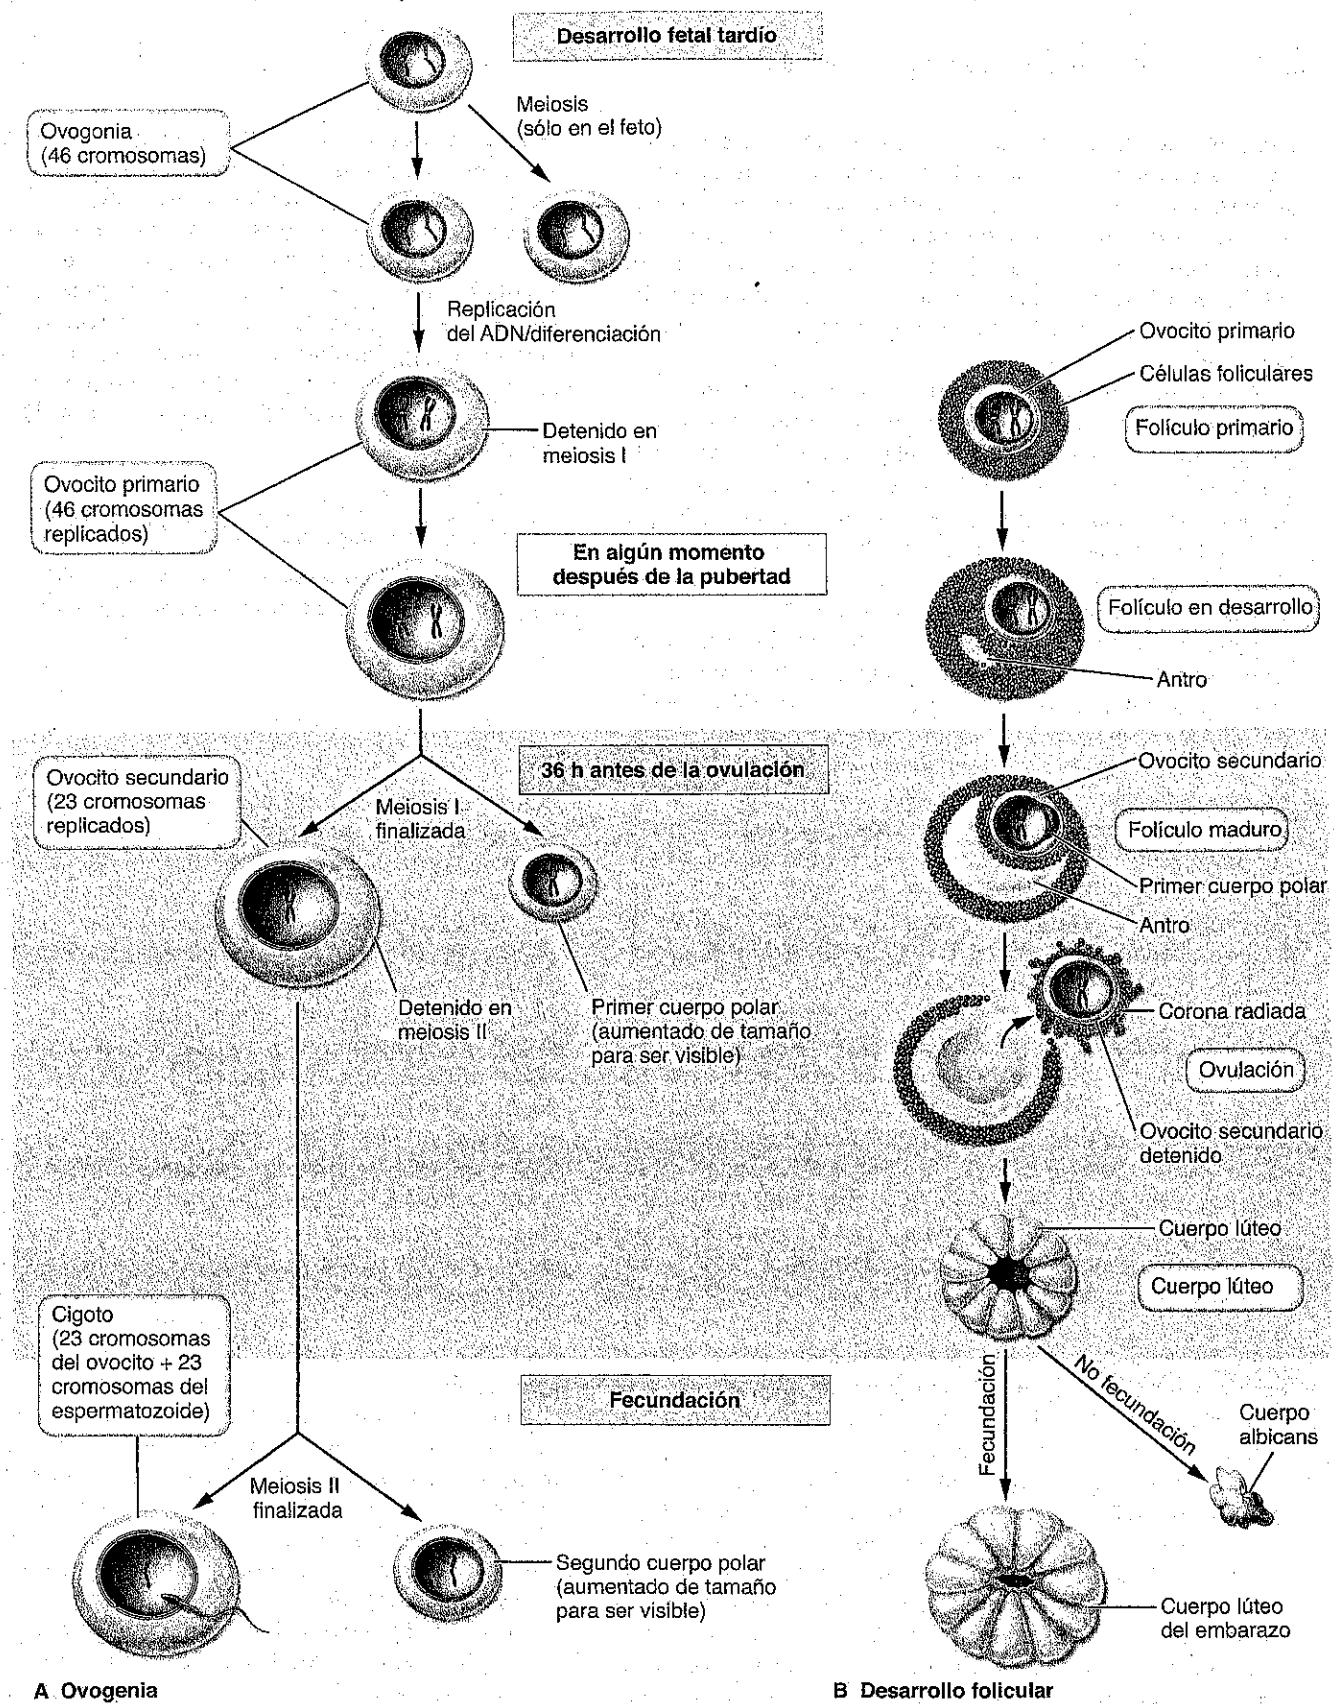 Desarrollo fetal tardío
Meiosis
(sólo en el feto)
Ovogonia
(46 cromosomas)
Replicación
del ADN/diferenciación
Detenido en
meiosis I
Ovocito primario
(46 cromosomas
replicados)
En algún momento
después de la pubertad
36 h antes de la ovulación
Ovocito secundario
(23 cromosomas
replicados)
Meiosis I
finalizada
Detenido en
meiosis II
Primer cuerpo polar
(aumentado de tamaño
para ser visible)
Cigoto
(23 cromosomas
del ovocito + 23
cromosomas del
espermatozoide)
Fecundación
Meiosis II
finalizada
Segundo cuerpo polar
(aumentado de tamaño
para ser visible)
A Ovogenia
Ovocito primario
Células foliculares
Folículo primario
Folículo en desarrollo
Antro
Ovocito secundario
Folículo maduro
Primer cuerpo polar
Antro
Corona radiada
Ovulación
Ovocito secundario
detenido
Cuerpo lúteo
Cuerpo lúteo
Fecundación
No fecundación
Cuerpo
albicans
Cuerpo lúteo
del embarazo
B Desarrollo folicular